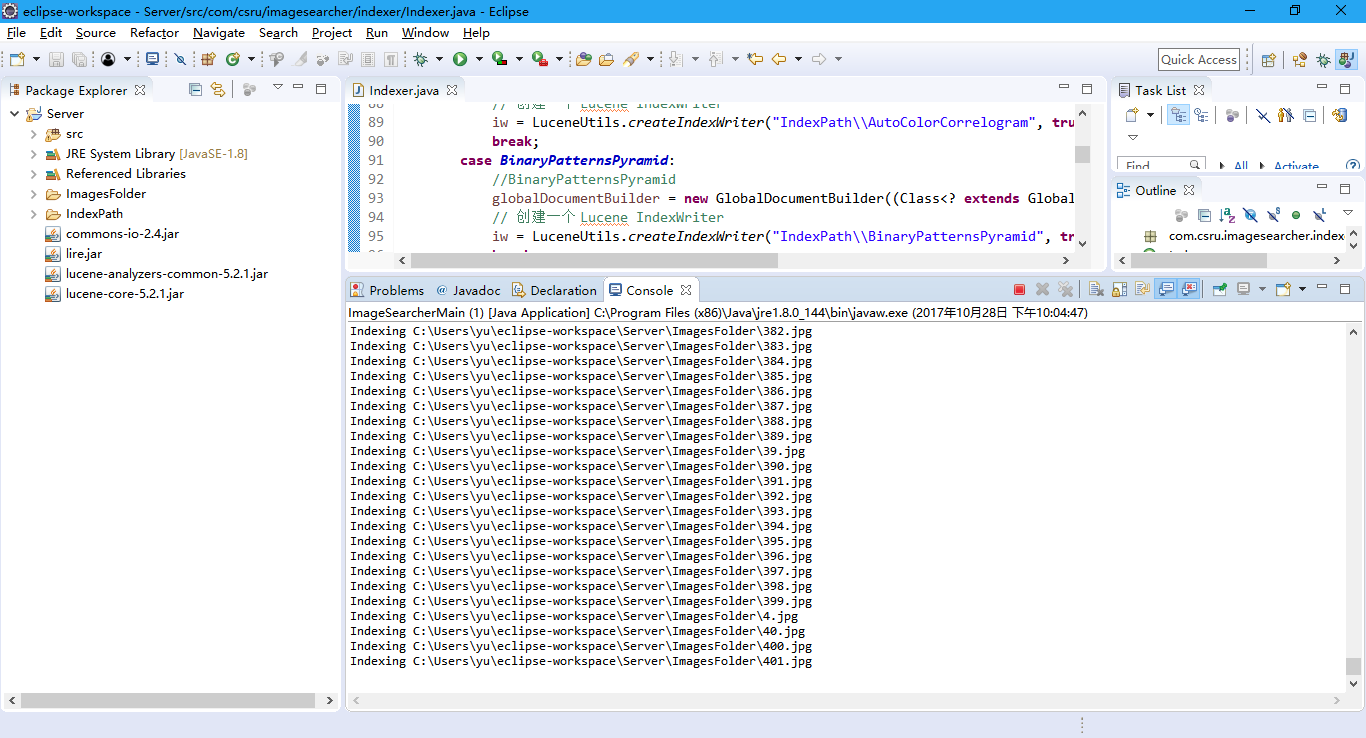 eclipse-workspace - Server/src/com/csru/imagesearcher/indexer/Indexer.java - Eclipse
File Edit Source Refactor Navigate Search Project Run Window Help
Quick Access
Package Explorer
Server
src
JRE System Library [JavaSE-1.8]
Referenced Libraries
ImagesFolder
IndexPath
commons-io-2.4.jar
lire.jar
lucene-analyzers-common-5.2.1.jar
lucene-core-5.2.1.jar
Indexer.java
88 // 创建一个 Lucene IndexWriter
89 iw = LuceneUtils.createIndexWriter("IndexPath\\AutoColorCorrelogram", tru
90 break;
91 case BinaryPatternsPyramid:
92 //BinaryPatternsPyramid
93 globalDocumentBuilder = new GlobalDocumentBuilder((Class<? extends Global
94 // 创建一个 Lucene IndexWriter
95 iw = LuceneUtils.createIndexWriter("IndexPath\\BinaryPatternsPyramid", tr
Task List
Find
All
Activate...
Outline
com.csru.imagesearcher.index
Problems @ Javadoc Declaration Console
ImageSearcherMain (1) [Java Application] C:\Program Files (x86)\Java\jre1.8.0_144\bin\javaw.exe (2017年10月28日 下午10:04:47)
Indexing C:\Users\yu\eclipse-workspace\Server\ImagesFolder\382.jpg
Indexing C:\Users\yu\eclipse-workspace\Server\ImagesFolder\383.jpg
Indexing C:\Users\yu\eclipse-workspace\Server\ImagesFolder\384.jpg
Indexing C:\Users\yu\eclipse-workspace\Server\ImagesFolder\385.jpg
Indexing C:\Users\yu\eclipse-workspace\Server\ImagesFolder\386.jpg
Indexing C:\Users\yu\eclipse-workspace\Server\ImagesFolder\387.jpg
Indexing C:\Users\yu\eclipse-workspace\Server\ImagesFolder\388.jpg
Indexing C:\Users\yu\eclipse-workspace\Server\ImagesFolder\389.jpg
Indexing C:\Users\yu\eclipse-workspace\Server\ImagesFolder\39.jpg
Indexing C:\Users\yu\eclipse-workspace\Server\ImagesFolder\390.jpg
Indexing C:\Users\yu\eclipse-workspace\Server\ImagesFolder\391.jpg
Indexing C:\Users\yu\eclipse-workspace\Server\ImagesFolder\392.jpg
Indexing C:\Users\yu\eclipse-workspace\Server\ImagesFolder\393.jpg
Indexing C:\Users\yu\eclipse-workspace\Server\ImagesFolder\394.jpg
Indexing C:\Users\yu\eclipse-workspace\Server\ImagesFolder\395.jpg
Indexing C:\Users\yu\eclipse-workspace\Server\ImagesFolder\396.jpg
Indexing C:\Users\yu\eclipse-workspace\Server\ImagesFolder\397.jpg
Indexing C:\Users\yu\eclipse-workspace\Server\ImagesFolder\398.jpg
Indexing C:\Users\yu\eclipse-workspace\Server\ImagesFolder\399.jpg
Indexing C:\Users\yu\eclipse-workspace\Server\ImagesFolder\4.jpg
Indexing C:\Users\yu\eclipse-workspace\Server\ImagesFolder\40.jpg
Indexing C:\Users\yu\eclipse-workspace\Server\ImagesFolder\400.jpg
Indexing C:\Users\yu\eclipse-workspace\Server\ImagesFolder\401.jpg